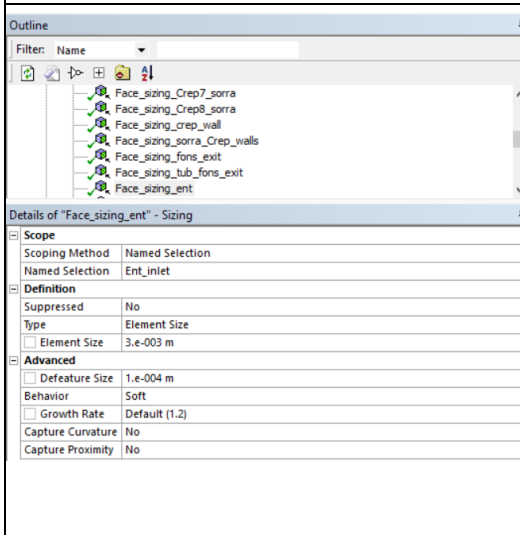 Outline
Filter: Name
Face_sizing_Crep7_sorra
Face_sizing_Crep8_sorra
Face_sizing_crep_wall
Face_sizing_sorra_Crep_walls
Face_sizing_fons_exit
Face_sizing_tub_fons_exit
Face_sizing_ent
Details of "Face_sizing_ent" - Sizing
Scope
Scoping Method Named Selection
Named Selection Ent_inlet
Definition
Suppressed No
Type Element Size
Element Size 3.e-003 m
Advanced
Defeature Size 1.e-004 m
Behavior Soft
Growth Rate Default (1.2)
Capture Curvature No
Capture Proximity No